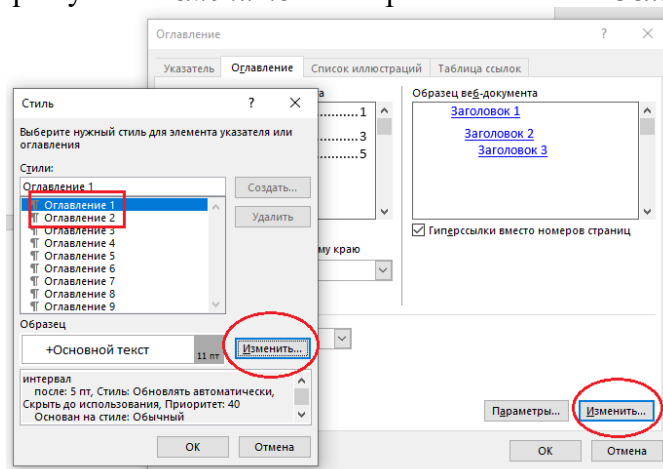 Оглавление ? ×
Указатель Оглавление Список иллюстраций Таблица ссылок
Образец веб-документа
..........1
..........3
..........5
Заголовок 1
Заголовок 2
Заголовок 3
Гиперссылки вместо номеров страниц
му краю
Параметры... Изменить...
ОК Отмена
Стиль ? ×
Выберите нужный стиль для элемента указателя или
оглавления
Стили:
Оглавление 1
Создать...
Удалить
¶ Оглавление 1
¶ Оглавление 2
¶ Оглавление 3
¶ Оглавление 4
¶ Оглавление 5
¶ Оглавление 6
¶ Оглавление 7
¶ Оглавление 8
¶ Оглавление 9
Образец
+Основной текст 11 пт
Изменить...
интервал
после: 5 пт, Стиль: Обновлять автоматически,
Скрыть до использования, Приоритет: 40
Основан на стиле: Обычный
ОК Отмена